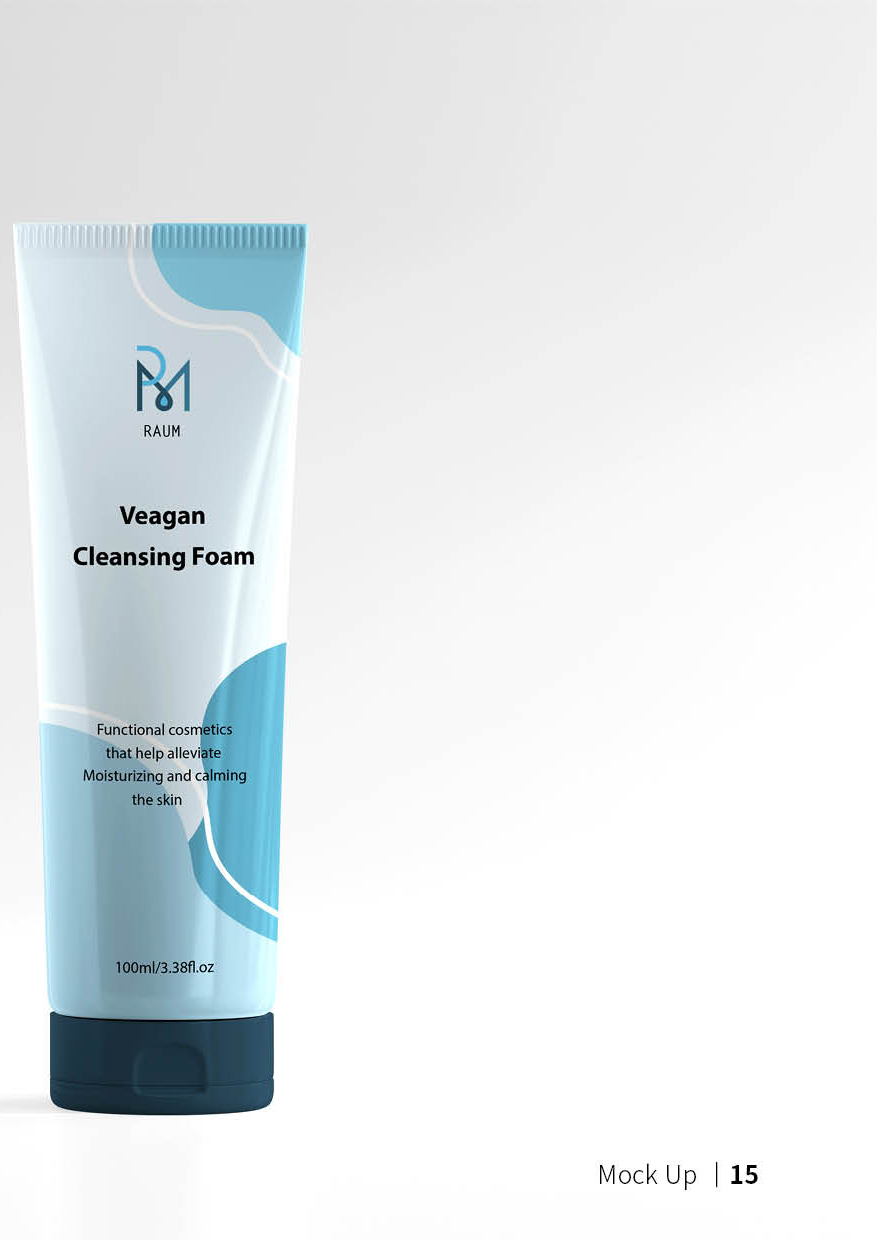 RAUM
Veagan
Cleansing Foam
Functional cosmetics
that help alleviate
Moisturizing and calming
the skin
100ml/3.38fl.oz
Mock Up | 15